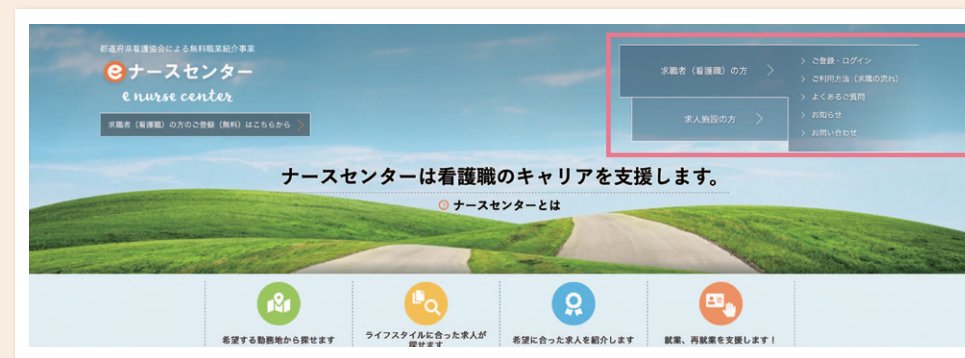 都道府県看護協会による無料職業紹介事業
eナースセンター
e nurse center
求職者（看護職）の方のご登録（無料）はこちらから
求職者（看護職）の方
求人施設の方
ご登録・ログイン
ご利用方法（求職の流れ）
よくあるご質問
お知らせ
お問い合わせ
ナースセンターは看護職のキャリアを支援します。
ナースセンターとは
希望する勤務地から探せます
ライフスタイルに合った求人が
探せます
希望に合った求人を紹介します
就業、再就業を支援します！